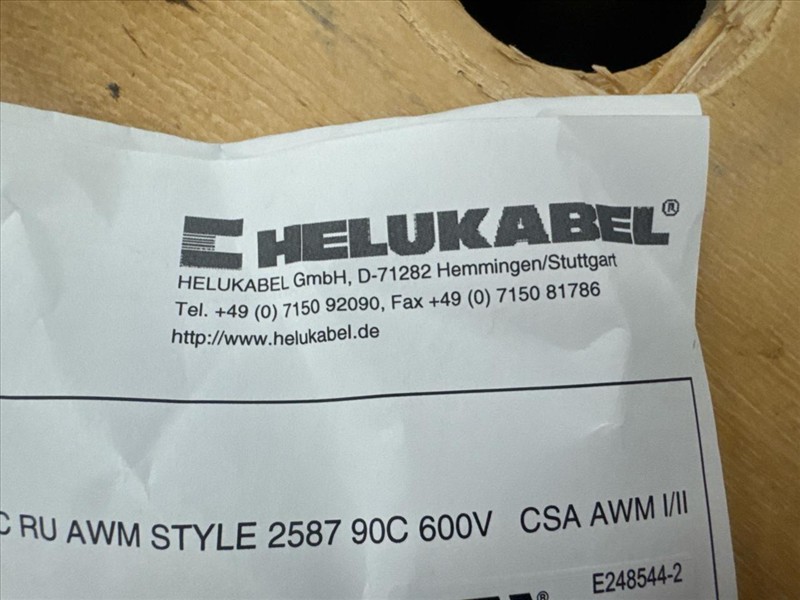 HELUKABEL®
HELUKABEL GmbH, D-71282 Hemmingen/Stuttgart
Tel. +49 (0) 7150 92090, Fax +49 (0) 7150 81786
http://www.helukabel.de
RU AWM STYLE 2587 90C 600V CSA AWM I/II
E248544-2
®